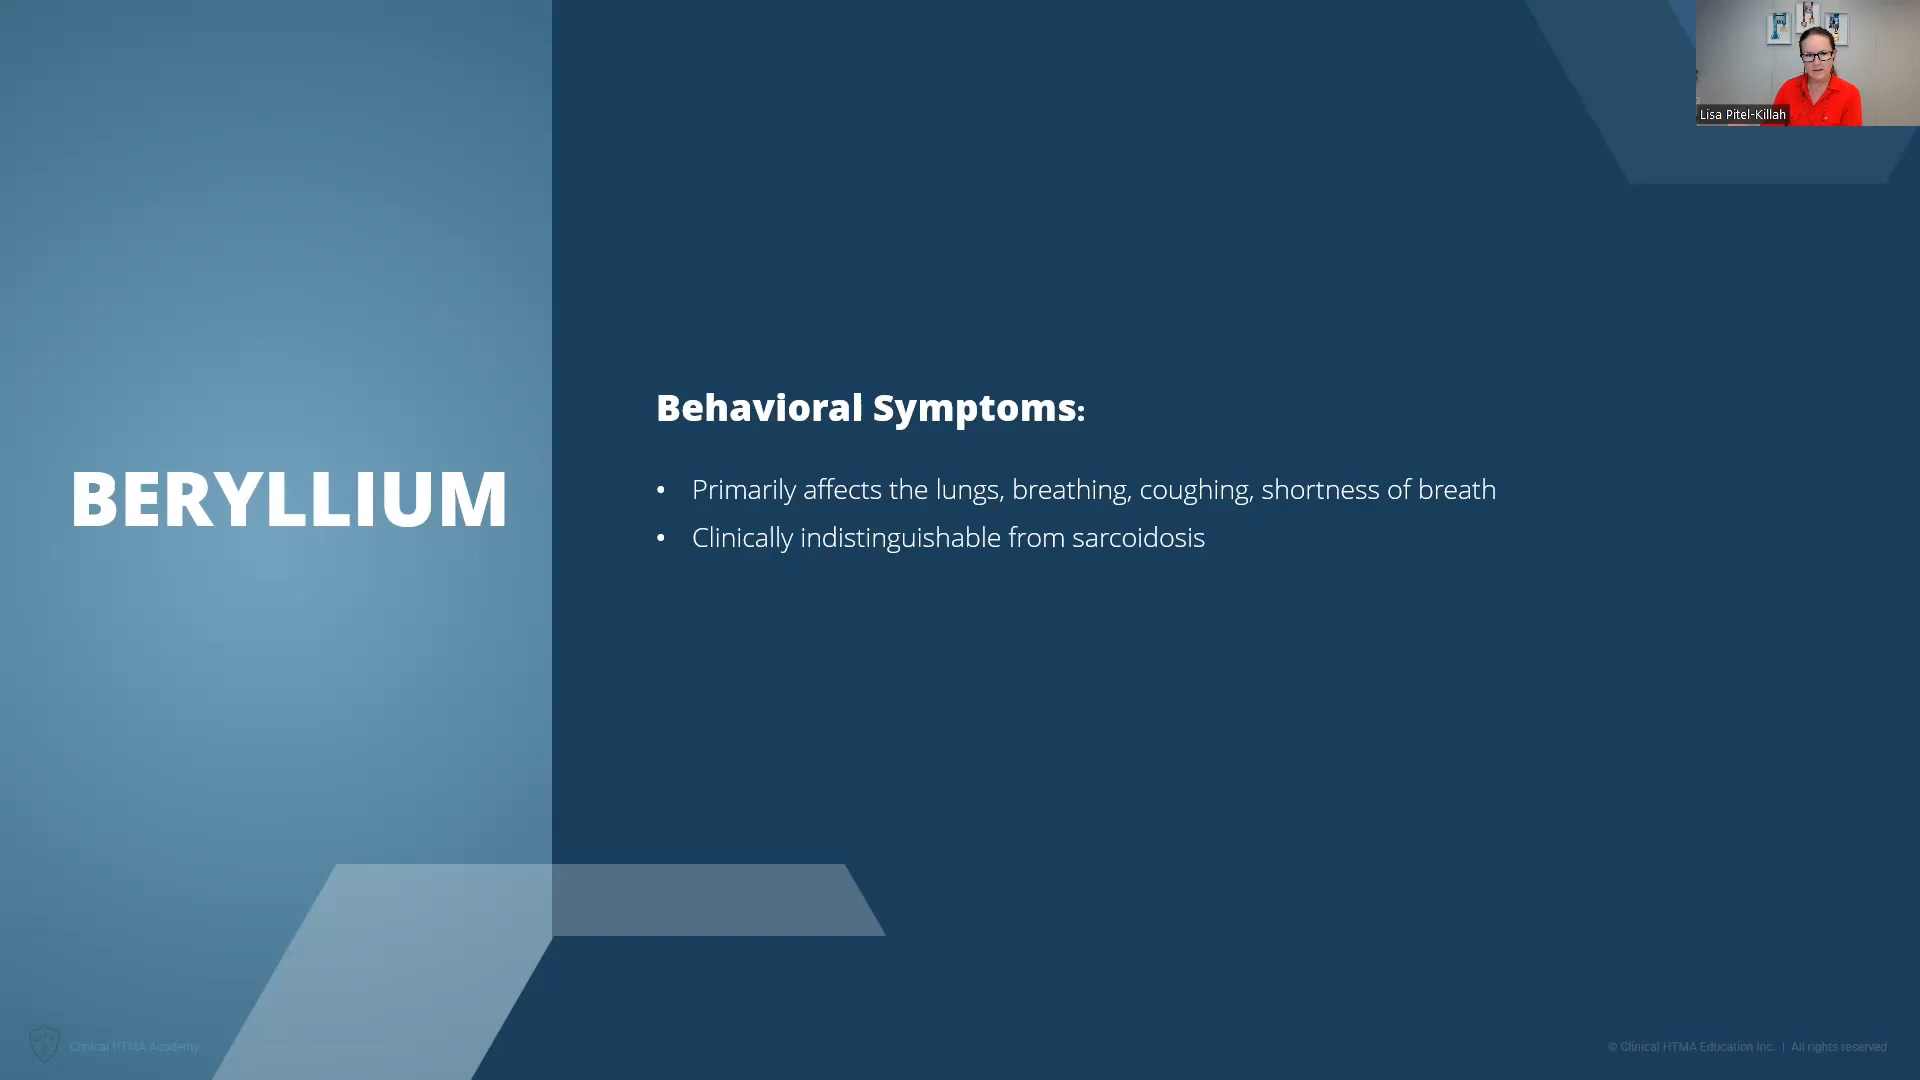 Lisa Pitel-Killah
BERYLLIUM
Behavioral Symptoms:
• Primarily affects the lungs, breathing, coughing, shortness of breath
• Clinically indistinguishable from sarcoidosis
Clinical HTMA Academy
© Clinical HTMA Education Inc. | All rights reserved.